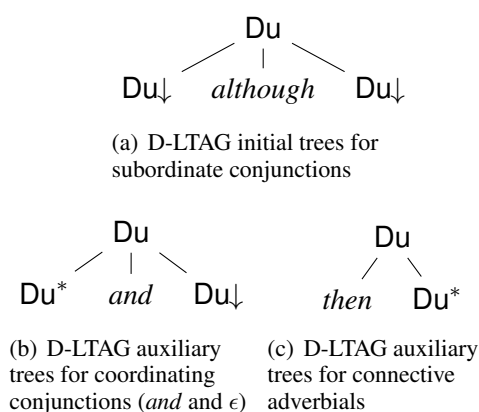 Du
Du↓ although Du↓
(a) D-LTAG initial trees for
subordinate conjunctions
Du
Du* and Du↓
(b) D-LTAG auxiliary
trees for coordinating
conjunctions (and and ϵ)
Du
then Du*
(c) D-LTAG auxiliary
trees for connective
adverbials